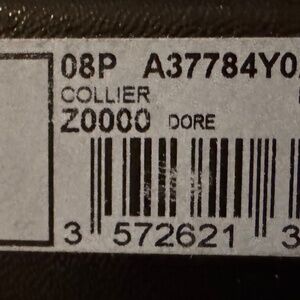 08P A37784Y0
COLLIER
Z0000 DORE
3 572621 3